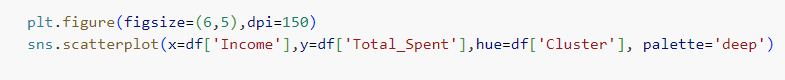 plt.figure(figsize=(6,5),dpi=150)
sns.scatterplot(x=df['Income'],y=df['Total_Spent'],hue=df['Cluster'], palette='deep')